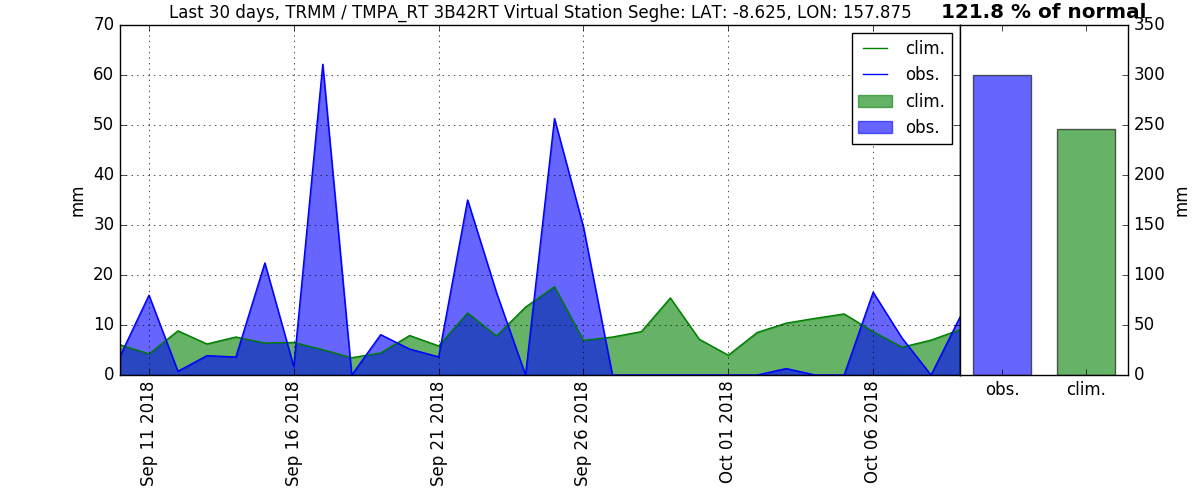 Last 30 days, TRMM / TMPA_RT 3B42RT Virtual Station Seghe: LAT: -8.625, LON: 157.875
121.8 % of normal
70
60
50
40
30
20
10
0
mm
clim.
obs.
clim.
obs.
350
300
250
200
150
100
50
0
mm
obs.
clim.
Sep 11 2018
Sep 16 2018
Sep 21 2018
Sep 26 2018
Oct 01 2018
Oct 06 2018